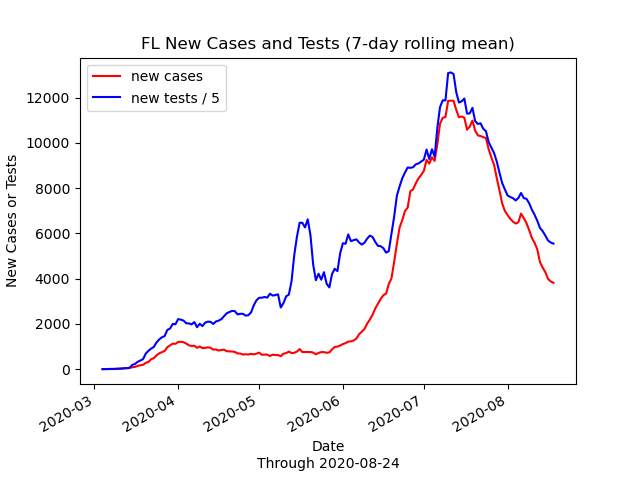 FL New Cases and Tests (7-day rolling mean)
new cases
new tests / 5
12000
10000
8000
6000
4000
2000
0
New Cases or Tests
2020-03
2020-04
2020-05
2020-06
2020-07
2020-08
Date
Through 2020-08-24